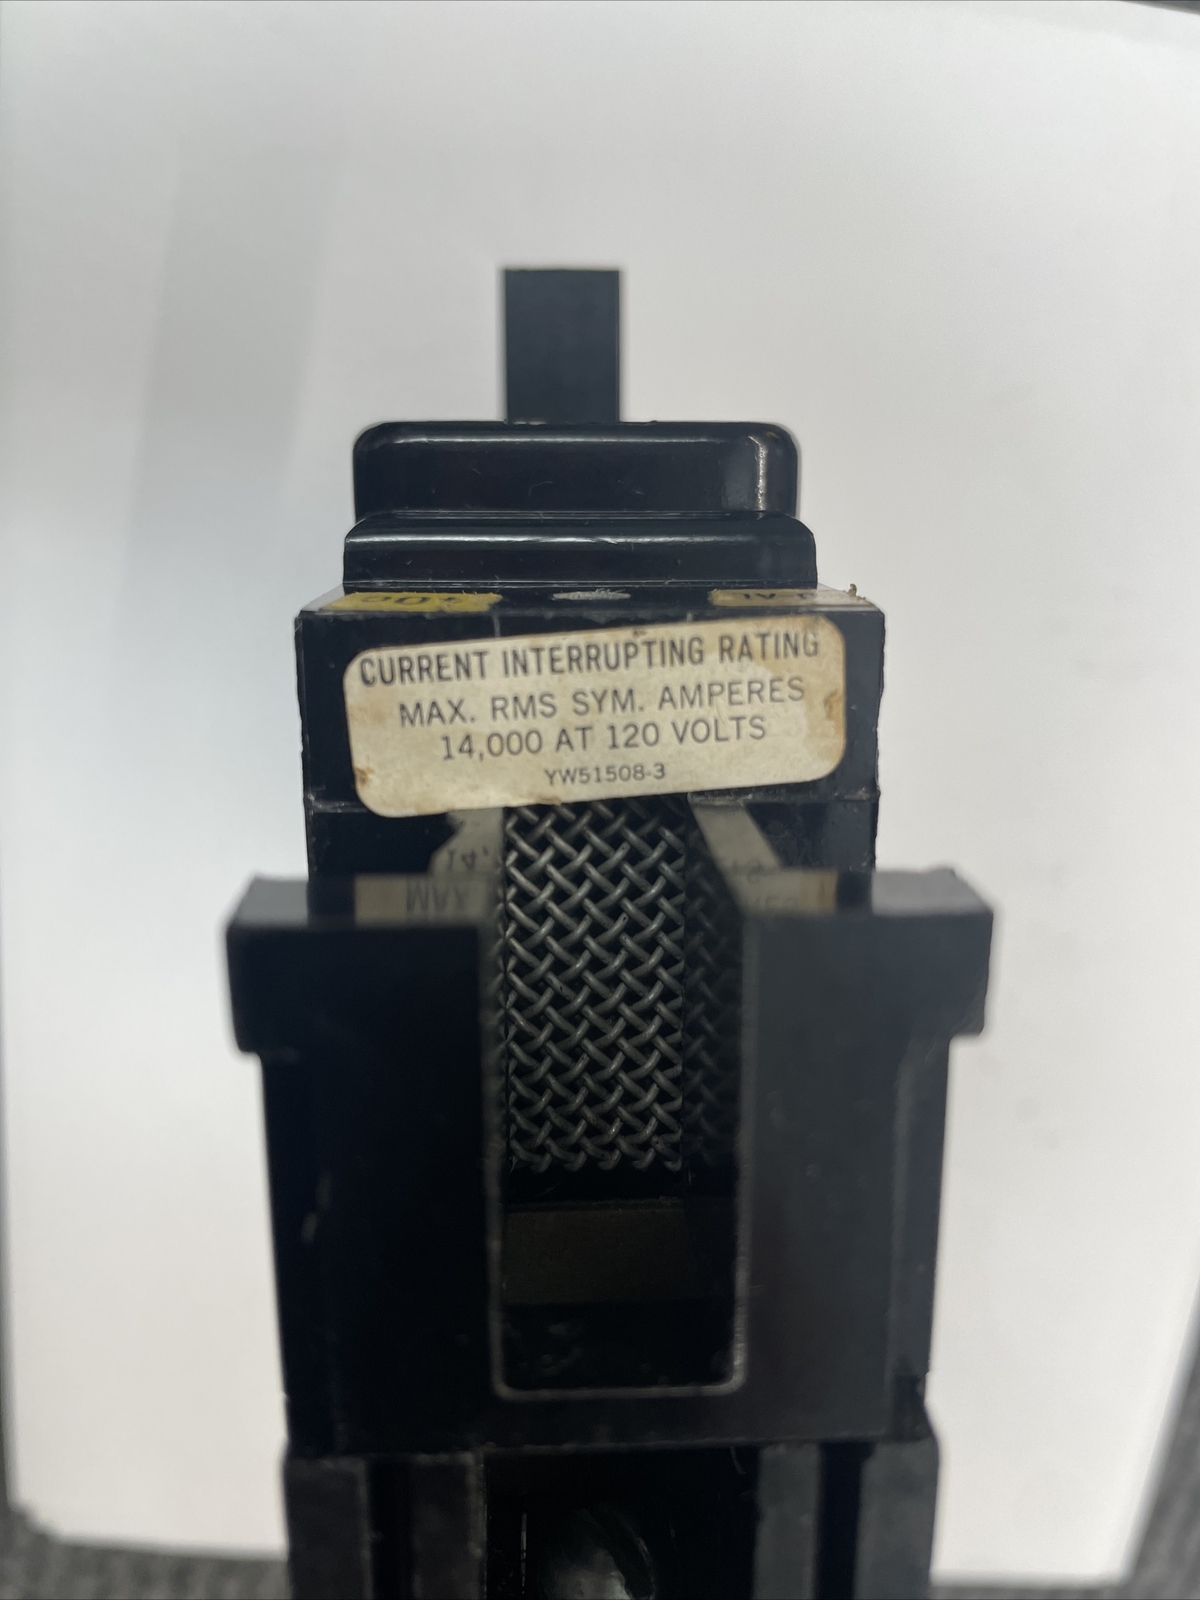 CURRENT INTERRUPTING RATING
MAX. RMS SYM. AMPERES
14,000 AT 120 VOLTS
YW51508-3